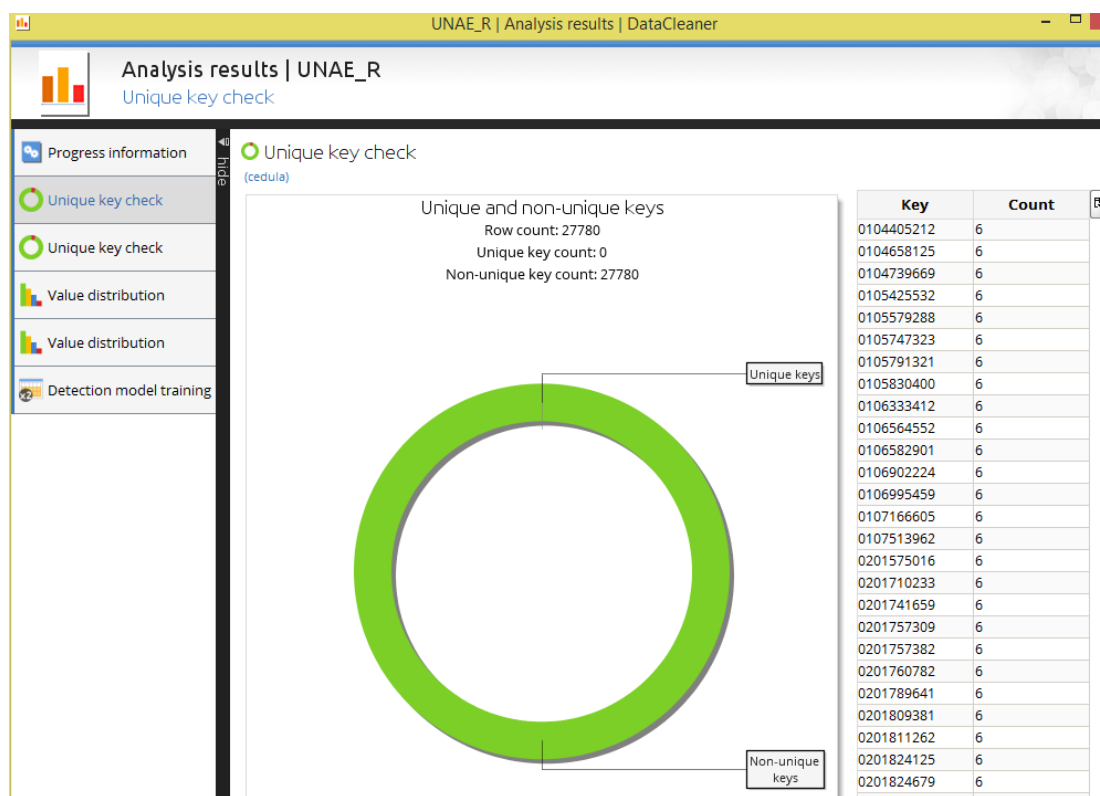 UNAE_R | Analysis results | DataCleaner
Analysis results | UNAE_R
Unique key check
Progress information
Unique key check
Unique key check
Value distribution
Value distribution
Detection model training
hide
Unique key check
(cedula)
Unique and non-unique keys
Row count: 27780
Unique key count: 0
Non-unique key count: 27780
Unique keys
Non-unique
keys
Key Count
0104405212 6
0104658125 6
0104739669 6
0105425532 6
0105579288 6
0105747323 6
0105791321 6
0105830400 6
0106333412 6
0106564552 6
0106582901 6
0106902224 6
0106995459 6
0107166605 6
0107513962 6
0201575016 6
0201710233 6
0201741659 6
0201757309 6
0201757382 6
0201760782 6
0201789641 6
0201809381 6
0201811262 6
0201824125 6
0201824679 6